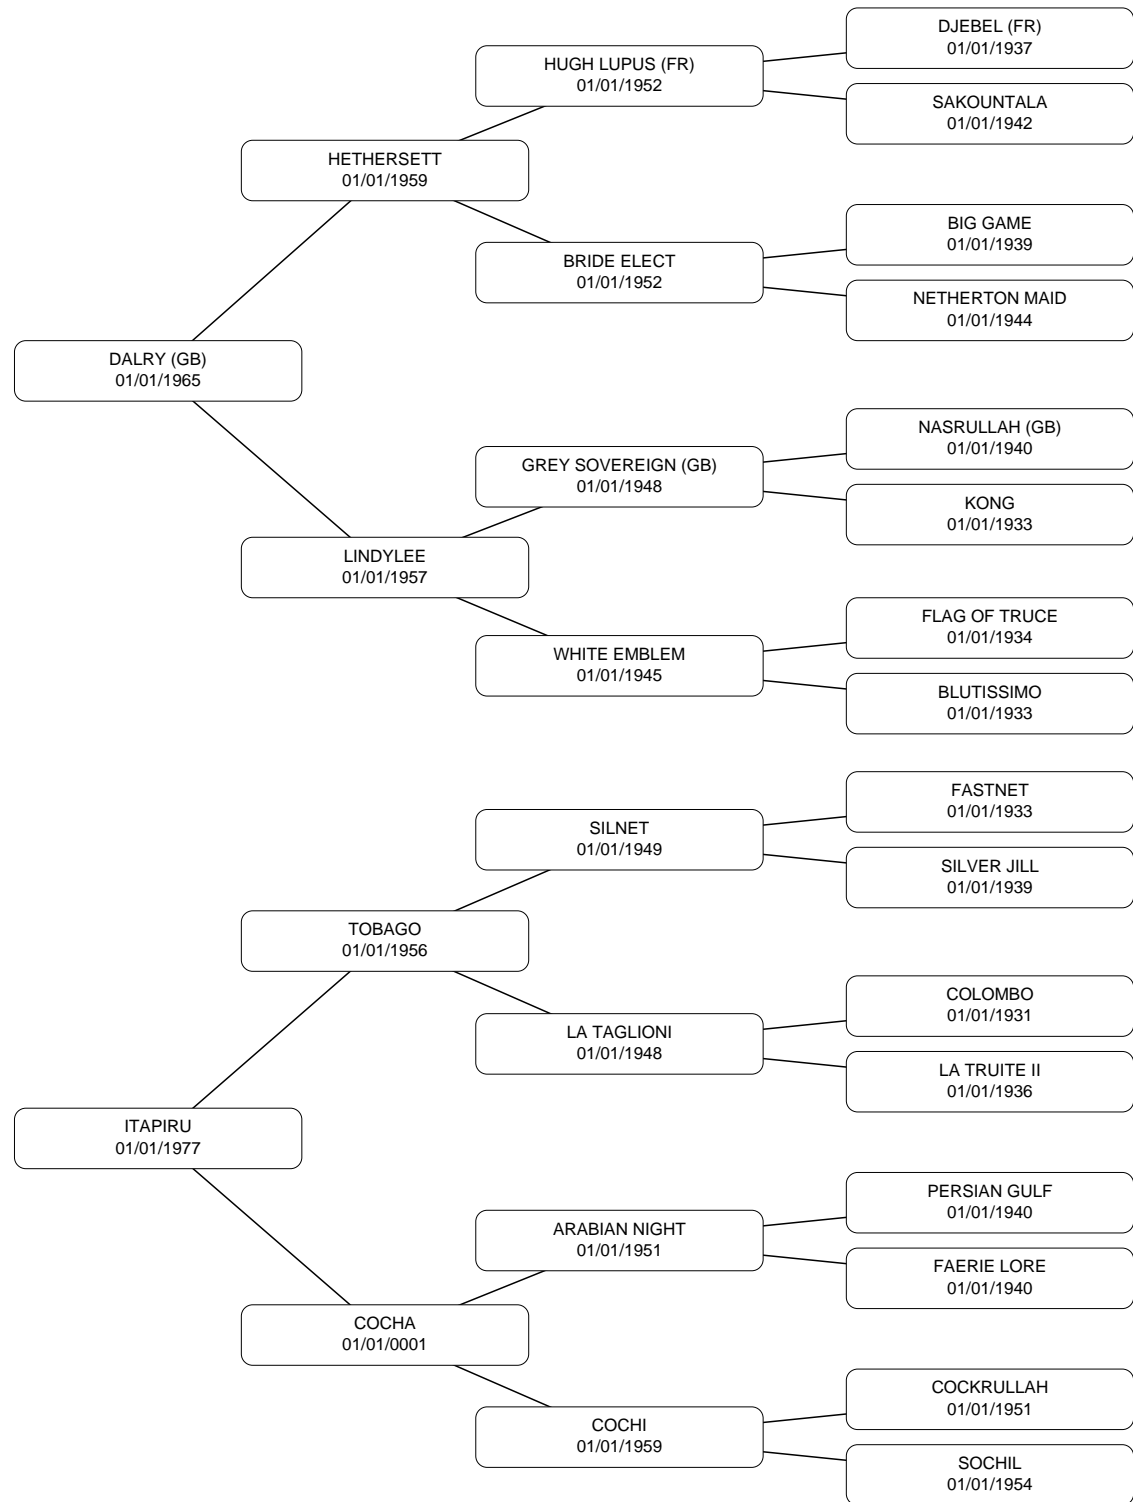 DJEBEL (FR)
01/01/1937
HUGH LUPUS (FR)
01/01/1952
SAKOUNTALA
01/01/1942
HETHERSETT
01/01/1959
BIG GAME
01/01/1939
BRIDE ELECT
01/01/1952
NETHERTON MAID
01/01/1944
DALRY (GB)
01/01/1965
NASRULLAH (GB)
01/01/1940
GREY SOVEREIGN (GB)
01/01/1948
KONG
01/01/1933
LINDYLEE
01/01/1957
FLAG OF TRUCE
01/01/1934
WHITE EMBLEM
01/01/1945
BLUTISSIMO
01/01/1933
FASTNET
01/01/1933
SILNET
01/01/1949
SILVER JILL
01/01/1939
TOBAGO
01/01/1956
COLOMBO
01/01/1931
LA TAGLIONI
01/01/1948
LA TRUITE II
01/01/1936
ITAPIRU
01/01/1977
PERSIAN GULF
01/01/1940
ARABIAN NIGHT
01/01/1951
FAERIE LORE
01/01/1940
COCHA
01/01/0001
COCKRULLAH
01/01/1951
COCHI
01/01/1959
SOCHIL
01/01/1954